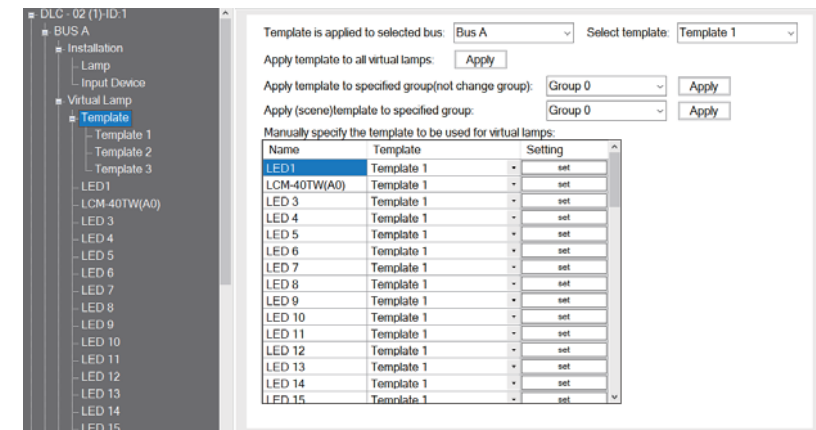 DLC - 02 (1)-ID:1
BUS A
Installation
Lamp
Input Device
Virtual Lamp
Template
Template 1
Template 2
Template 3
LED1
LCM-40TW(A0)
LED 3
LED 4
LED 5
LED 6
LED 7
LED 8
LED 9
LED 10
LED 11
LED 12
LED 13
LED 14
LED 15
Template is applied to selected bus: Bus A Select template: Template 1
Apply template to all virtual lamps: Apply
Apply template to specified group(not change group): Group 0 Apply
Apply (scene)template to specified group: Group 0 Apply
Manually specify the template to be used for virtual lamps:
Name Template Setting
LED1 Template 1 set
LCM-40TW(A0) Template 1 set
LED 3 Template 1 set
LED 4 Template 1 set
LED 5 Template 1 set
LED 6 Template 1 set
LED 7 Template 1 set
LED 8 Template 1 set
LED 9 Template 1 set
LED 10 Template 1 set
LED 11 Template 1 set
LED 12 Template 1 set
LED 13 Template 1 set
LED 14 Template 1 set
LED 15 Template 1 set